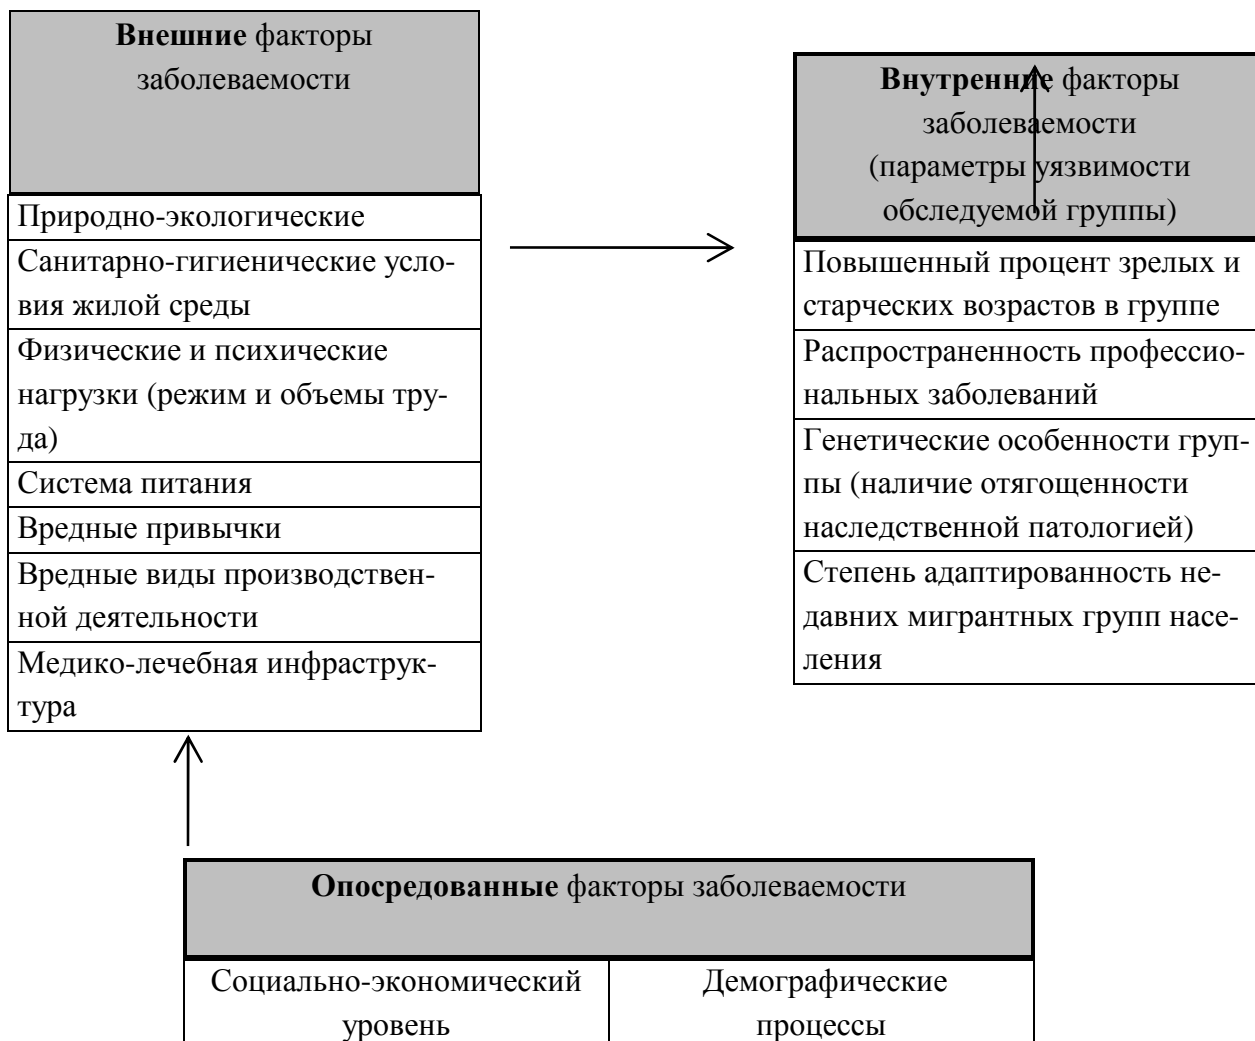 Внешние факторы
заболеваемости
Природно-экологические
Санитарно-гигиенические усло-
вия жилой среды
Физические и психические
нагрузки (режим и объемы тру-
да)
Система питания
Вредные привычки
Вредные виды производствен-
ной деятельности
Медико-лечебная инфраструк-
тура
Внутренние факторы
заболеваемости
(параметры уязвимости
обследуемой группы)
Повышенный процент зрелых и
старческих возрастов в группе
Распространенность профессио-
нальных заболеваний
Генетические особенности груп-
пы (наличие отягощенности
наследственной патологией)
Степень адаптированность не-
давних мигрантных групп насе-
ления
Опосредованные факторы заболеваемости
Социально-экономический
уровень
Демографические
процессы